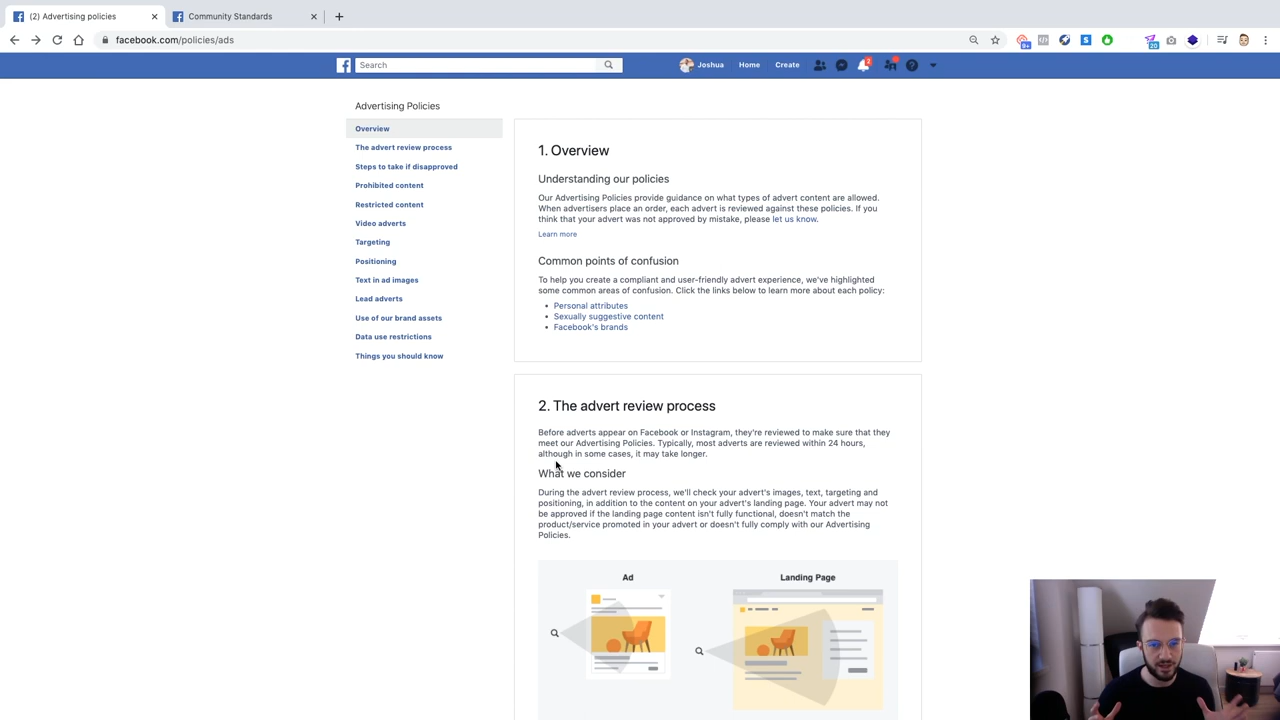 (2) Advertising policies
Community Standards
facebook.com/policies/ads
9+
20
Search
Joshua
Home
Create
2
Advertising Policies
Overview
The advert review process
Steps to take if disapproved
Prohibited content
Restricted content
Video adverts
Targeting
Positioning
Text in ad images
Lead adverts
Use of our brand assets
Data use restrictions
Things you should know
1. Overview
Understanding our policies
Our Advertising Policies provide guidance on what types of advert content are allowed.
When advertisers place an order, each advert is reviewed against these policies. If you
think that your advert was not approved by mistake, please let us know.
Learn more
Common points of confusion
To help you create a compliant and user-friendly advert experience, we've highlighted
some common areas of confusion. Click the links below to learn more about each policy:
• Personal attributes
• Sexually suggestive content
• Facebook's brands
2. The advert review process
Before adverts appear on Facebook or Instagram, they're reviewed to make sure that they
meet our Advertising Policies. Typically, most adverts are reviewed within 24 hours,
although in some cases, it may take longer.
What we consider
During the advert review process, we'll check your advert's images, text, targeting and
positioning, in addition to the content on your advert's landing page. Your advert may not
be approved if the landing page content isn't fully functional, doesn't match the
product/service promoted in your advert or doesn't fully comply with our Advertising
Policies.
Ad
Landing Page